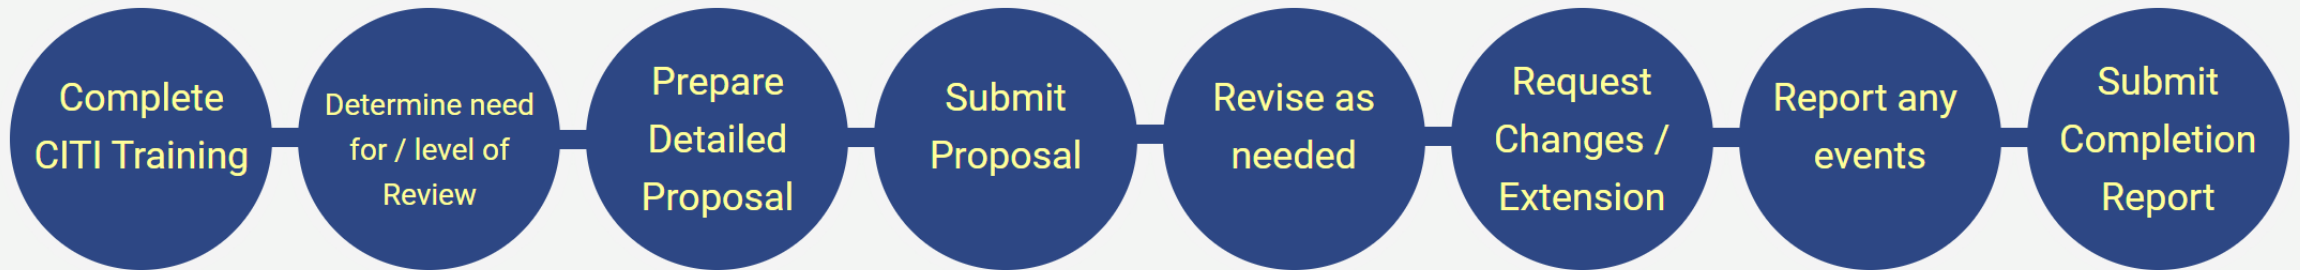 Complete
CITI Training
Determine need
for / level of
Review
Prepare
Detailed
Proposal
Submit
Proposal
Revise as
needed
Request
Changes /
Extension
Report any
events
Submit
Completion
Report